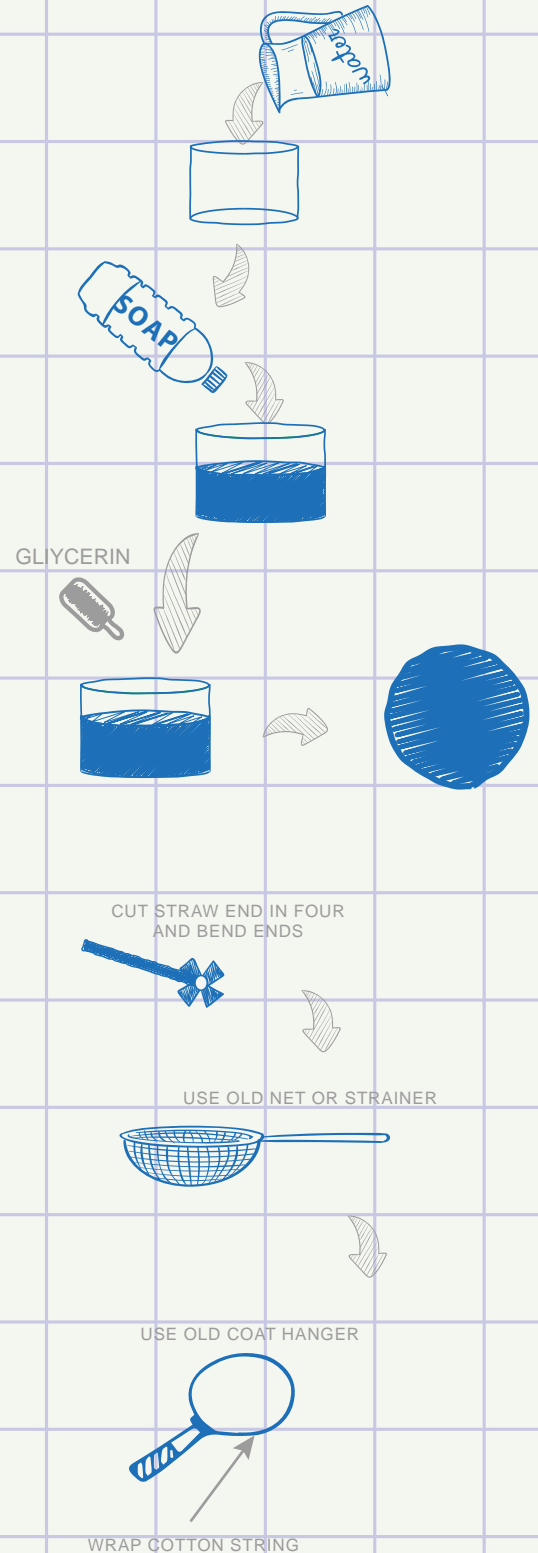 water
SOAP
GLIYCERIN
CUT STRAW END IN FOUR
AND BEND ENDS
USE OLD NET OR STRAINER
USE OLD COAT HANGER
WRAP COTTON STRING